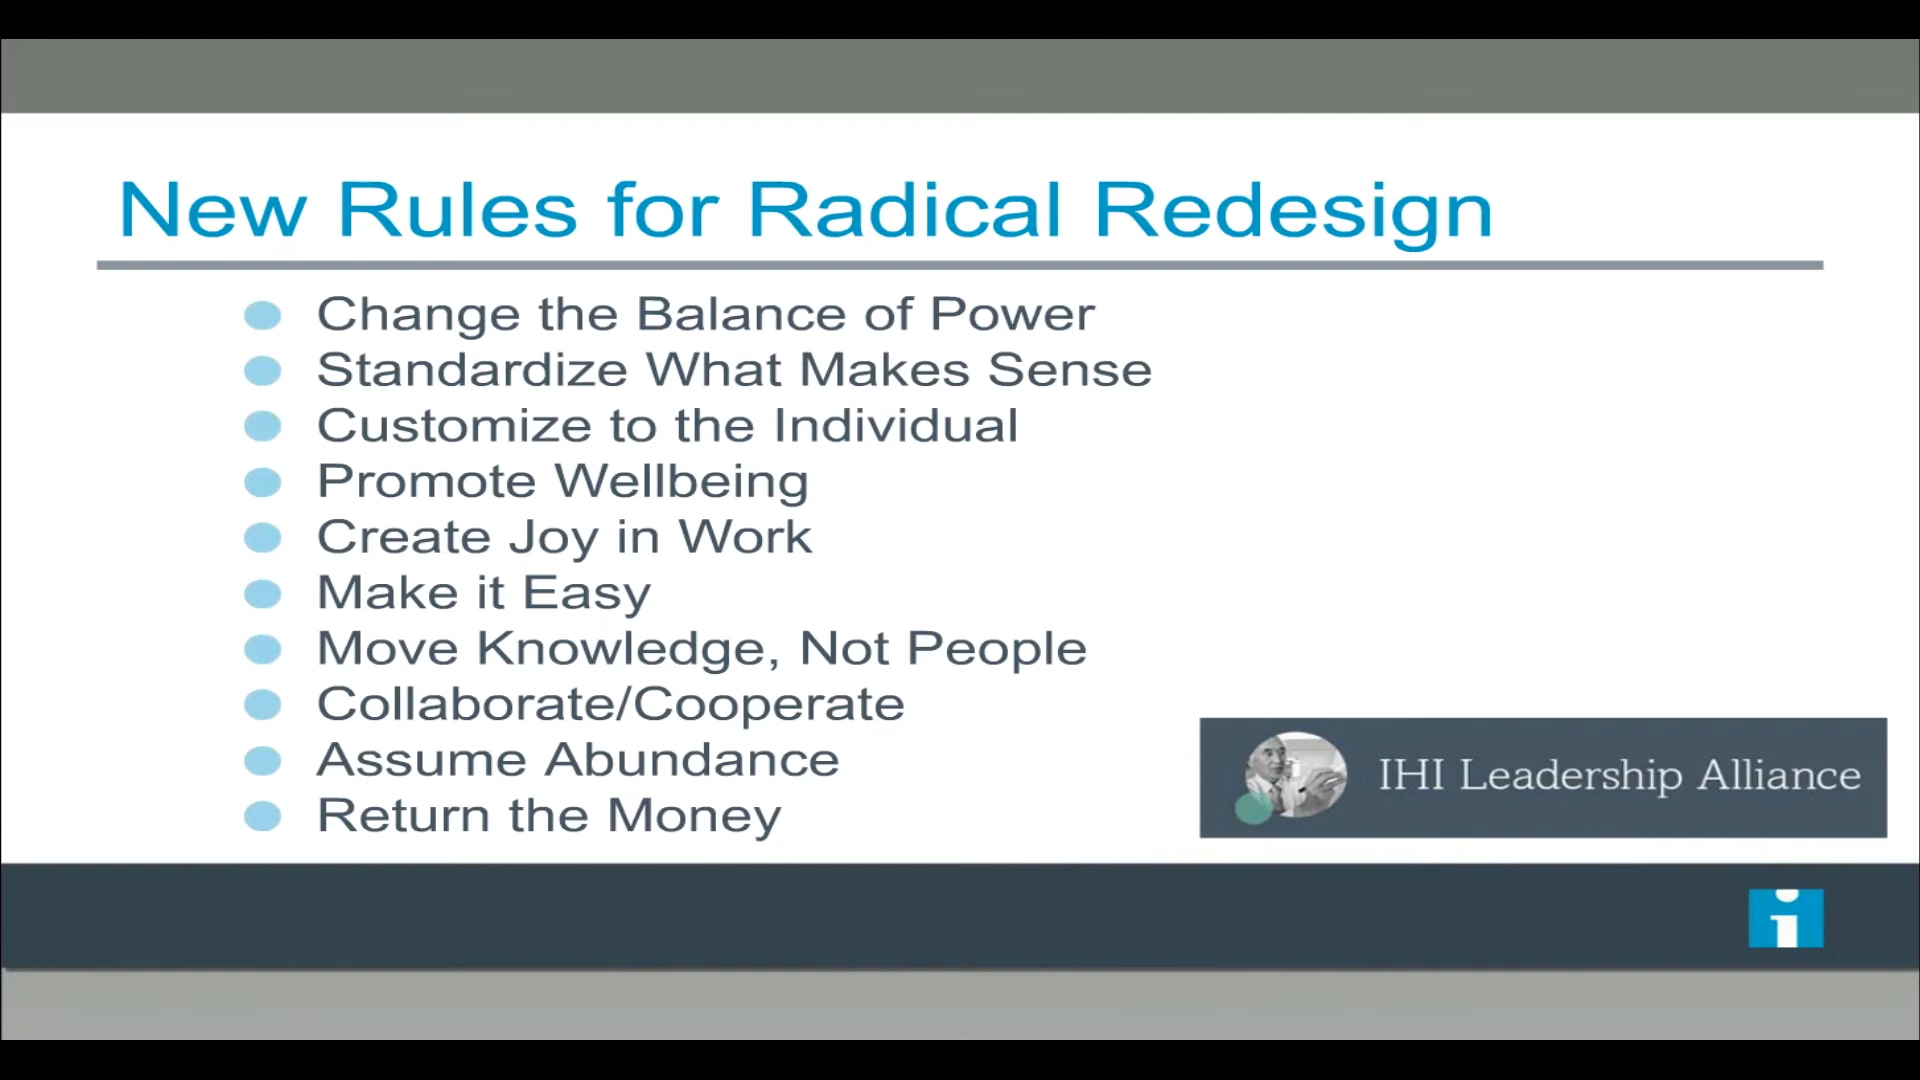 New Rules for Radical Redesign
Change the Balance of Power
Standardize What Makes Sense
Customize to the Individual
Promote Wellbeing
Create Joy in Work
Make it Easy
Move Knowledge, Not People
Collaborate/Cooperate
Assume Abundance
Return the Money
IHI Leadership Alliance
i